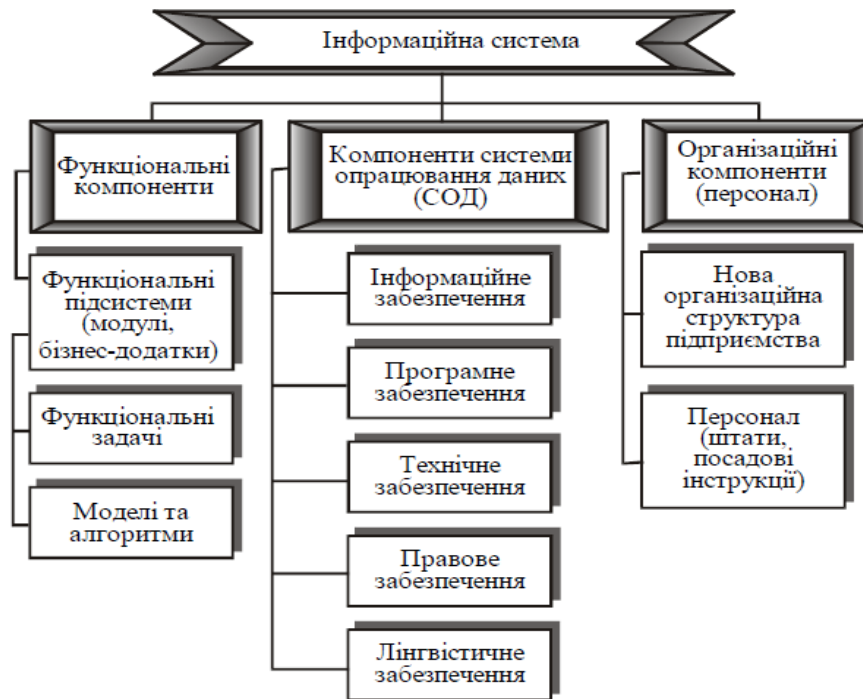 Інформаційна система
Функціональні
компоненти
Компоненти системи
опрацювання даних
(СОД)
Організаційні
компоненти
(персонал)
Функціональні
підсистеми
(модулі,
бізнес-додатки)
Функціональні
задачі
Моделі та
алгоритми
Інформаційне
забезпечення
Програмне
забезпечення
Технічне
забезпечення
Правове
забезпечення
Лінгвістичне
забезпечення
Нова
організаційна
структура
підприємства
Персонал
(штати,
посадові
інструкції)